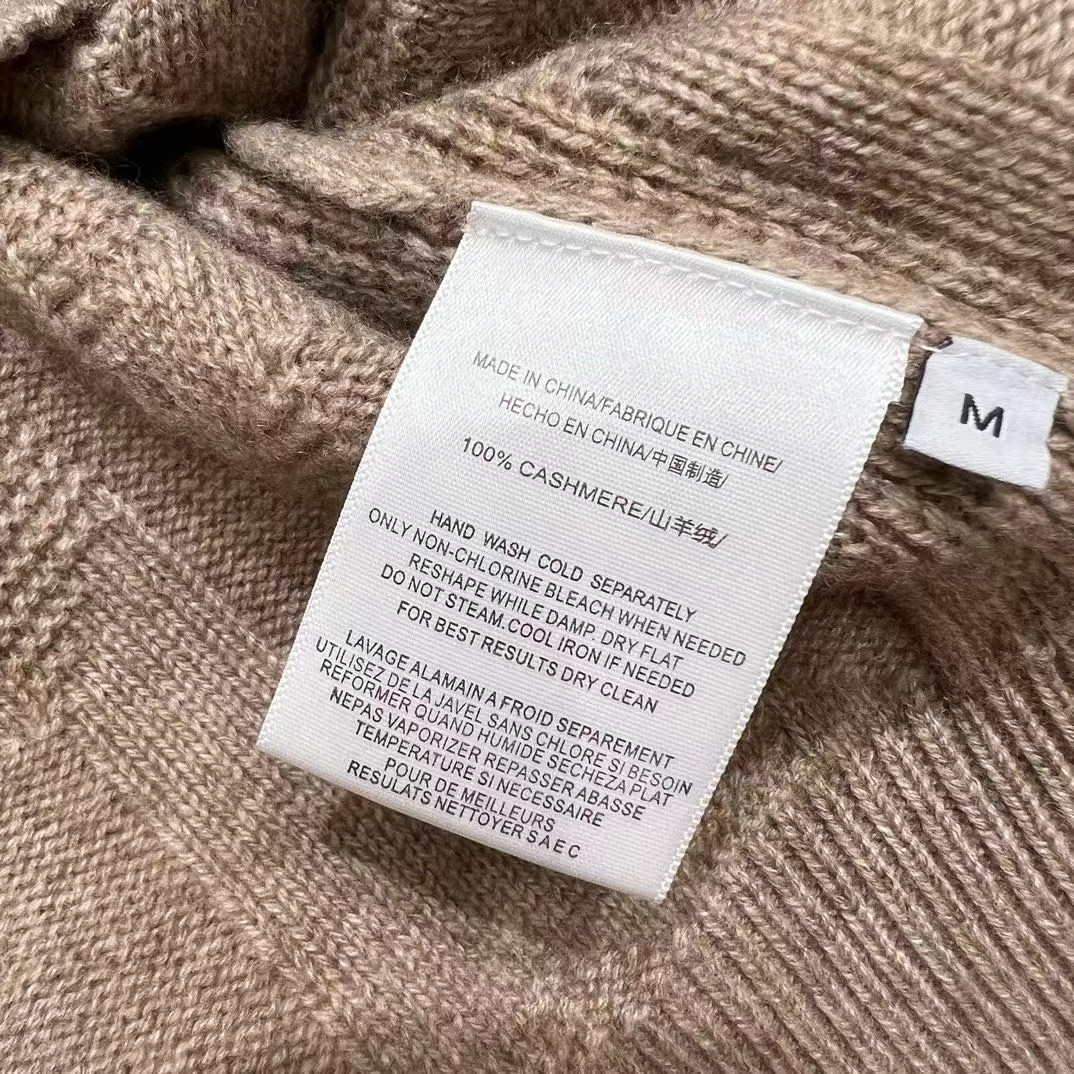 MADE IN CHINA/FABRIQUE EN CHINE/
HECHO EN CHINA/中国制造/
100% CASHMERE/山羊绒/
HAND WASH COLD SEPARATELY
ONLY NON-CHLORINE BLEACH WHEN NEEDED
RESHAPE WHILE DAMP. DRY FLAT
DO NOT STEAM.COOL IRON IF NEEDED
FOR BEST RESULTS DRY CLEAN
LAVAGE ALAMAIN A FROID SEPAREMENT
UTILISEZ DE LA JAVEL SANS CHLORE SI BESOIN
REFORMER QUAND HUMIDE SECHEZA PLAT
NEPAS VAPORIZER REPASSER ABASSE
TEMPERATURE SI NECESSAIRE
POUR DE MEILLEURS
RESULATS NETTOYER S A E C
M